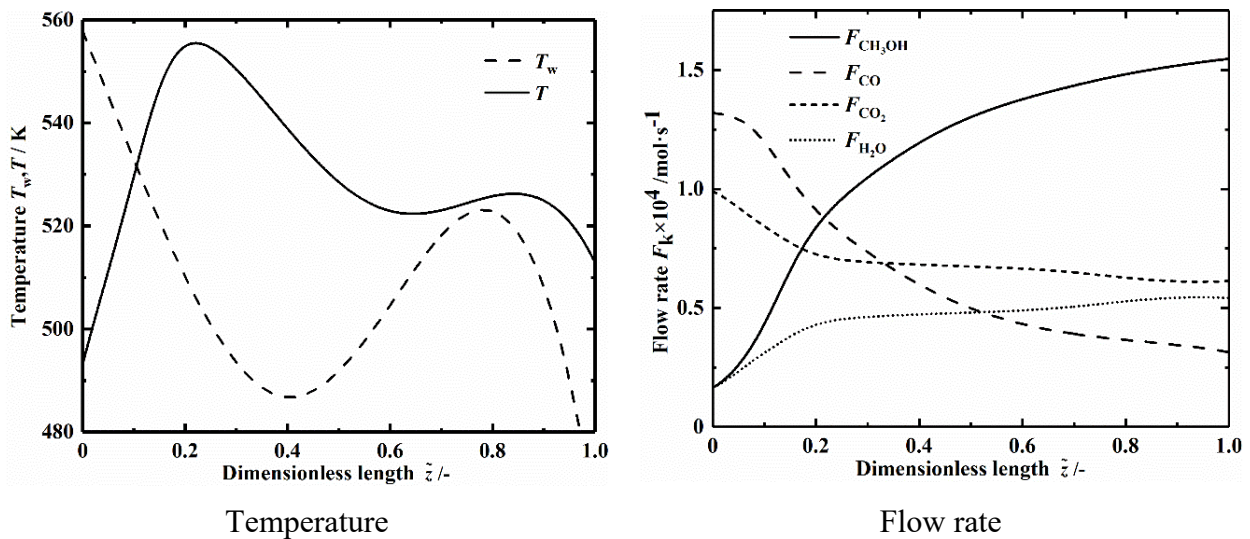 560
540
520
500
480
Temperature T_w, T / K
T_w
T
0 0.2 0.4 0.6 0.8 1.0
Dimensionless length z̃ /-
Temperature
1.5
1.0
0.5
0
Flow rate F_k×10⁴ /mol·s⁻¹
F_CH₃OH
F_CO
F_CO₂
F_H₂O
0 0.2 0.4 0.6 0.8 1.0
Dimensionless length z̃ /-
Flow rate